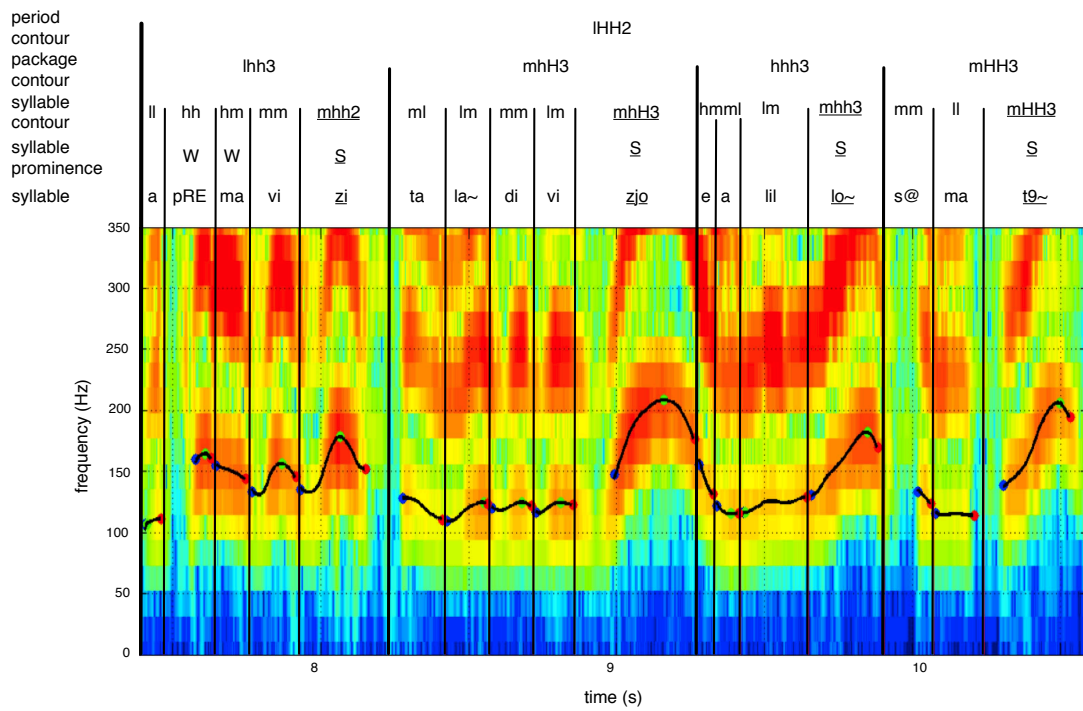 period contour lHH2
package contour lhh3 mhH3 hhh3 mHH3
syllable contour ll hh hm mm mhh2 ml lm mm lm mhH3 hmmml lm mhh3 mm ll mHH3
syllable prominence W W S S S S
syllable a pRE ma vi zi ta la~ di vi zjo e a lil lo~ s@ ma t9~
350
300
250
200
150
100
50
0
frequency (Hz)
8 9 10
time (s)